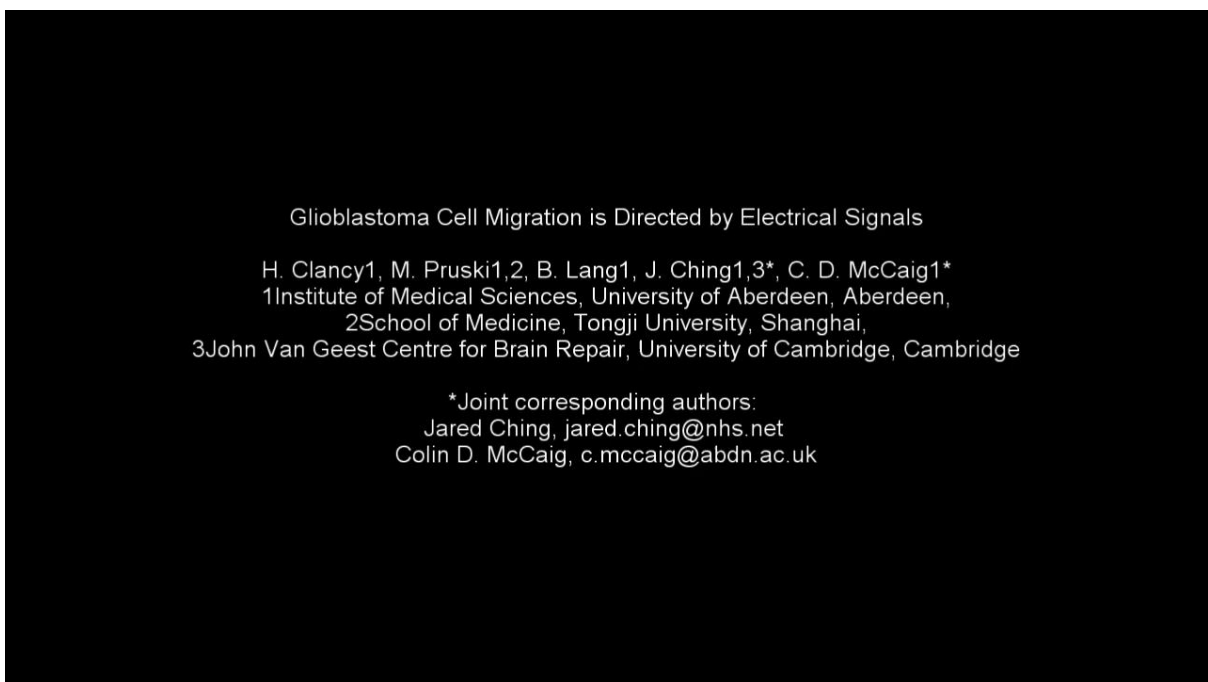 Glioblastoma Cell Migration is Directed by Electrical Signals
H. Clancy1, M. Pruski1,2, B. Lang1, J. Ching1,3*, C. D. McCaig1*
1Institute of Medical Sciences, University of Aberdeen, Aberdeen,
2School of Medicine, Tongji University, Shanghai,
3John Van Geest Centre for Brain Repair, University of Cambridge, Cambridge
*Joint corresponding authors:
Jared Ching, jared.ching@nhs.net
Colin D. McCaig, c.mccaig@abdn.ac.uk